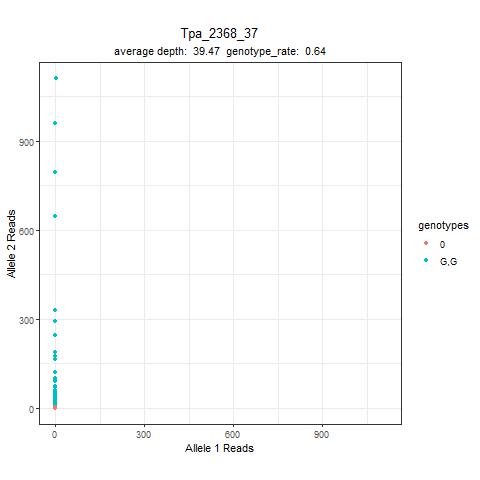 Tpa_2368_37
average depth: 39.47 genotype_rate: 0.64
Allele 2 Reads
900
600
300
0
0
300
600
900
Allele 1 Reads
genotypes
0
G,G